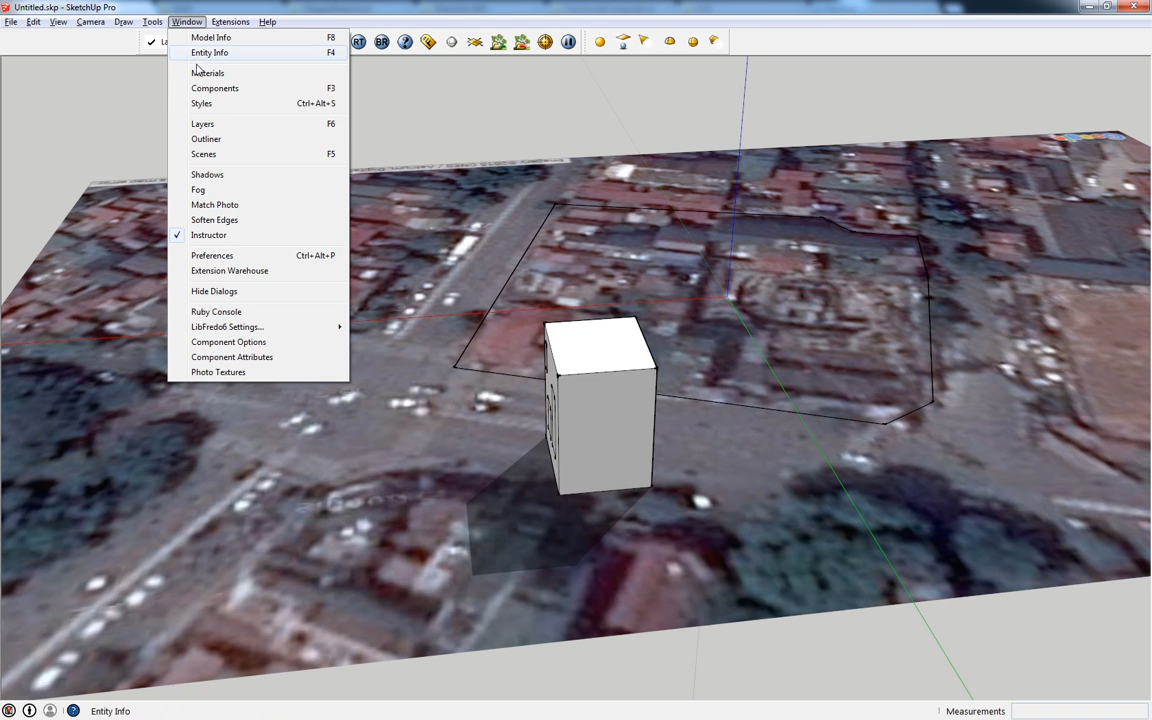 Untitled.skp - SketchUp Pro
File Edit View Camera Draw Tools Window Extensions Help
RT BR
Model Info F8
Entity Info F4
Materials
Components F3
Styles Ctrl+Alt+S
Layers F6
Outliner
Scenes F5
Shadows
Fog
Match Photo
Soften Edges
Instructor
Preferences Ctrl+Alt+P
Extension Warehouse
Hide Dialogs
Ruby Console
LibFredo6 Settings...
Component Options
Component Attributes
Photo Textures
Entity Info
Measurements